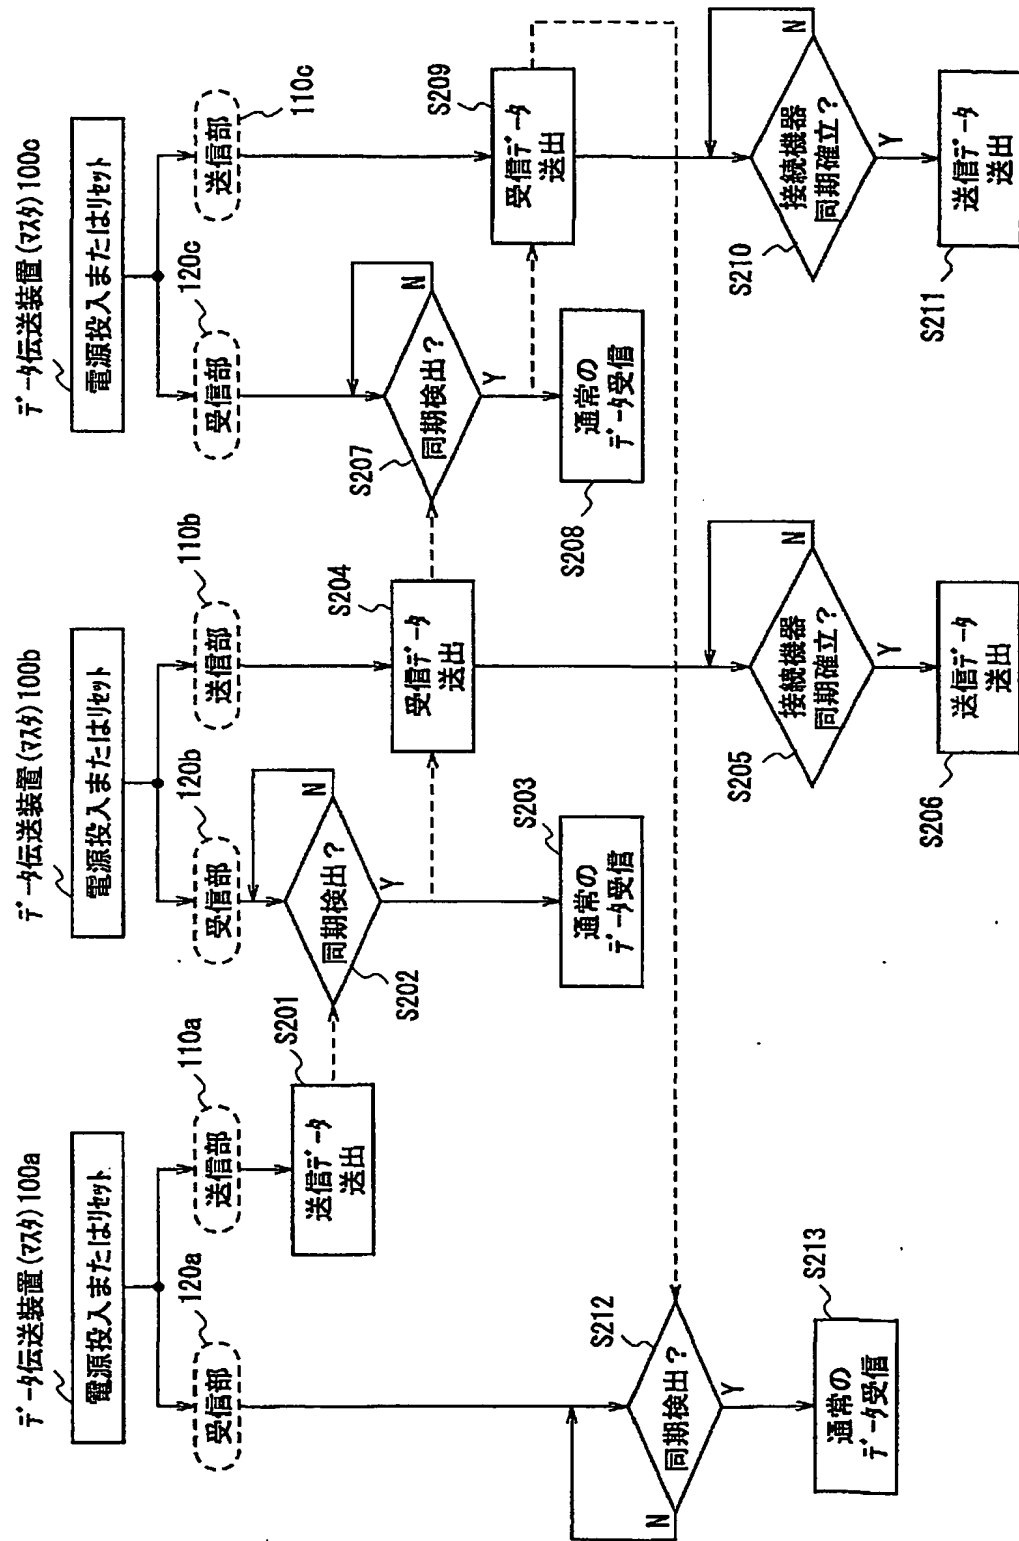 データ伝送装置(マスタ)100a
電源投入またはリセット
120a
受信部
110a
送信部
S201
送信データ
送出
S212
同期検出?
N
Y
S213
通常の
データ受信
データ伝送装置(マスタ)100b
電源投入またはリセット
120b
受信部
110b
送信部
S202
同期検出?
N
Y
S203
通常の
データ受信
S204
受信データ
送出
S205
接続機器
同期確立?
N
Y
S206
送信データ
送出
データ伝送装置(マスタ)100c
電源投入またはリセット
120c
受信部
110c
送信部
S207
同期検出?
N
Y
S208
通常の
データ受信
S209
受信データ
送出
S210
接続機器
同期確立?
N
Y
S211
送信データ
送出